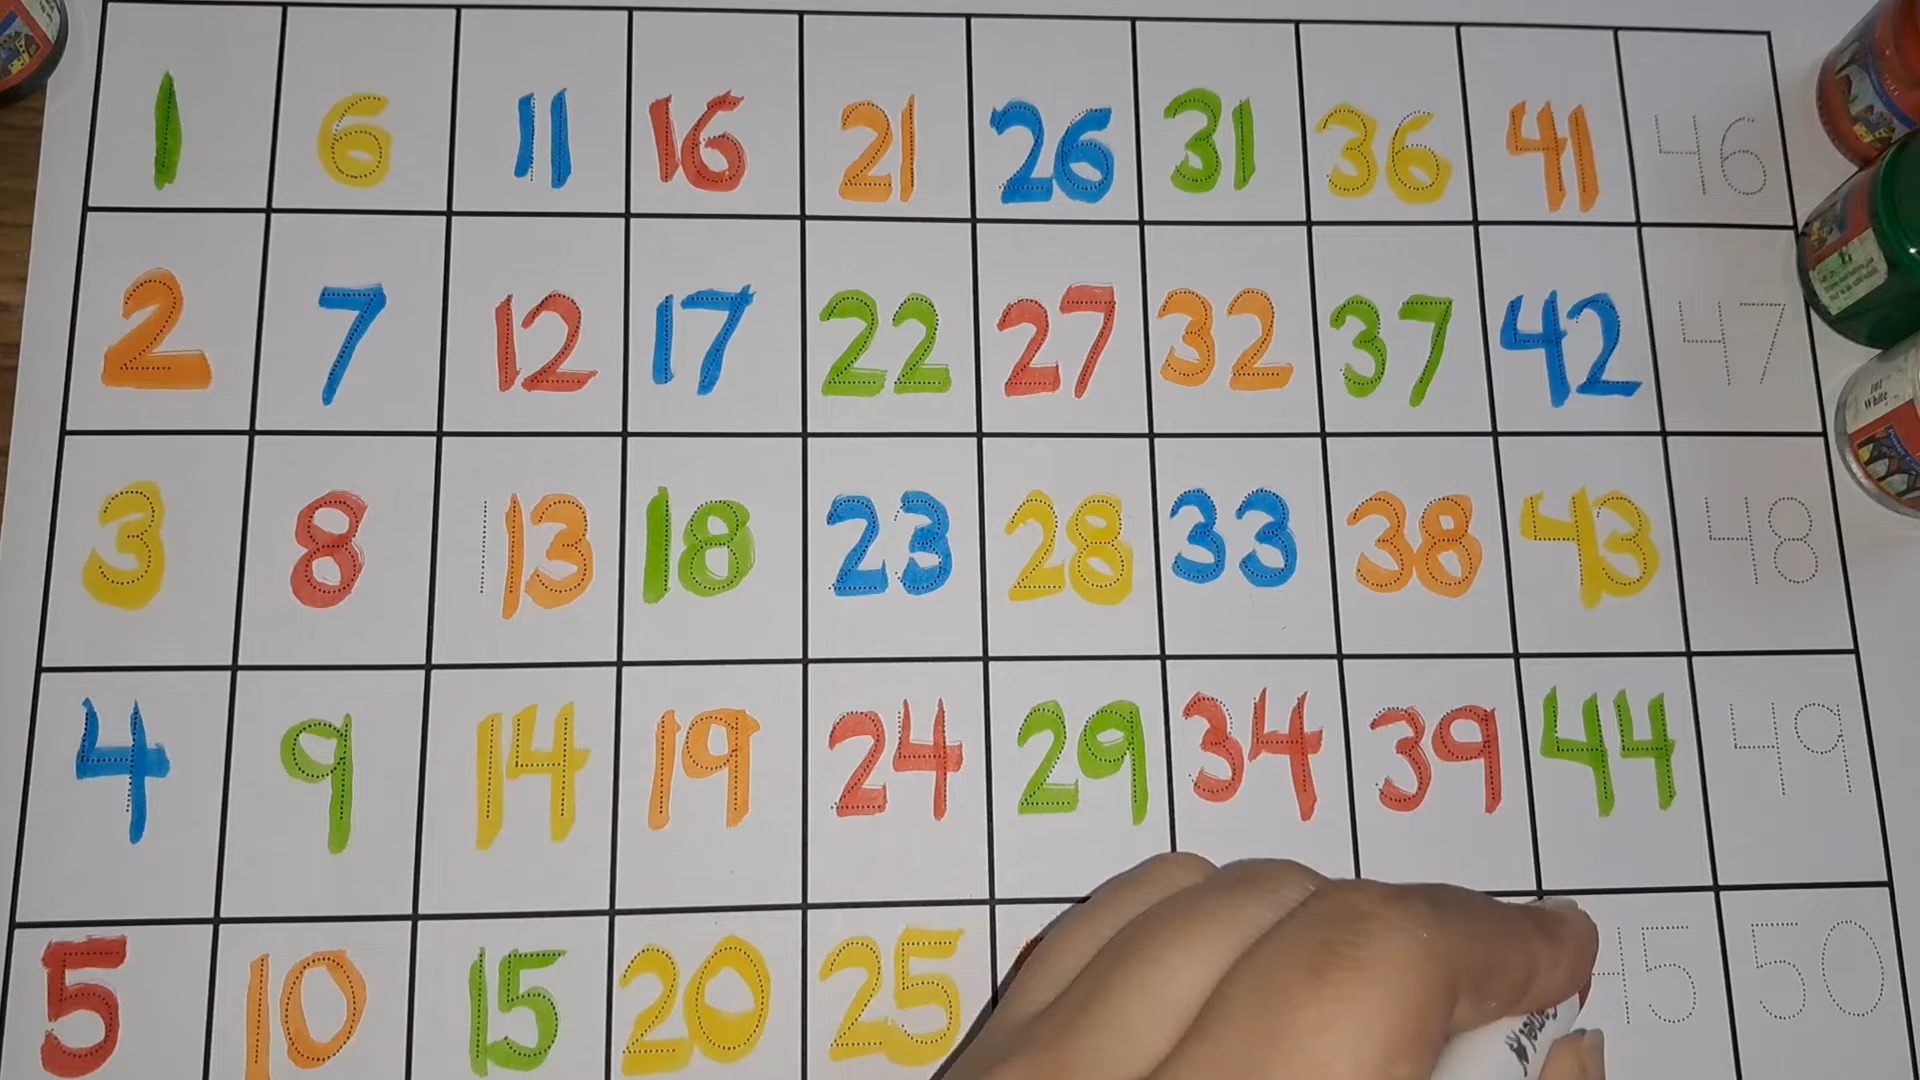 1 6 11 16 21 26 31 36 41 46
2 7 12 17 22 27 32 37 42 47
3 8 13 18 23 28 33 38 43 48
4 9 14 19 24 29 34 39 44 49
5 10 15 20 25 45 50
101
White